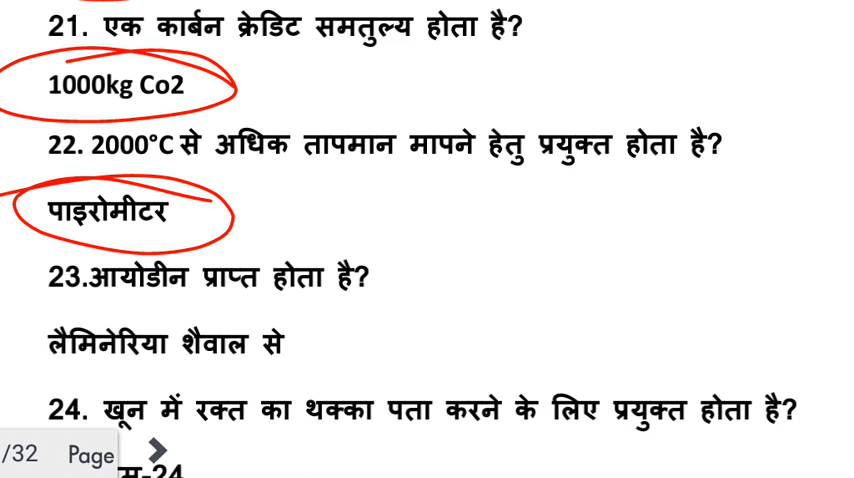 21. एक कार्बन क्रेडिट समतुल्य होता है?
1000kg Co2
22. 2000°C से अधिक तापमान मापने हेतु प्रयुक्त होता है?
पाइरोमीटर
23.आयोडीन प्राप्त होता है?
लैमिनेरिया शैवाल से
24. खून में रक्त का थक्का पता करने के लिए प्रयुक्त होता है?
/32 Page
-24